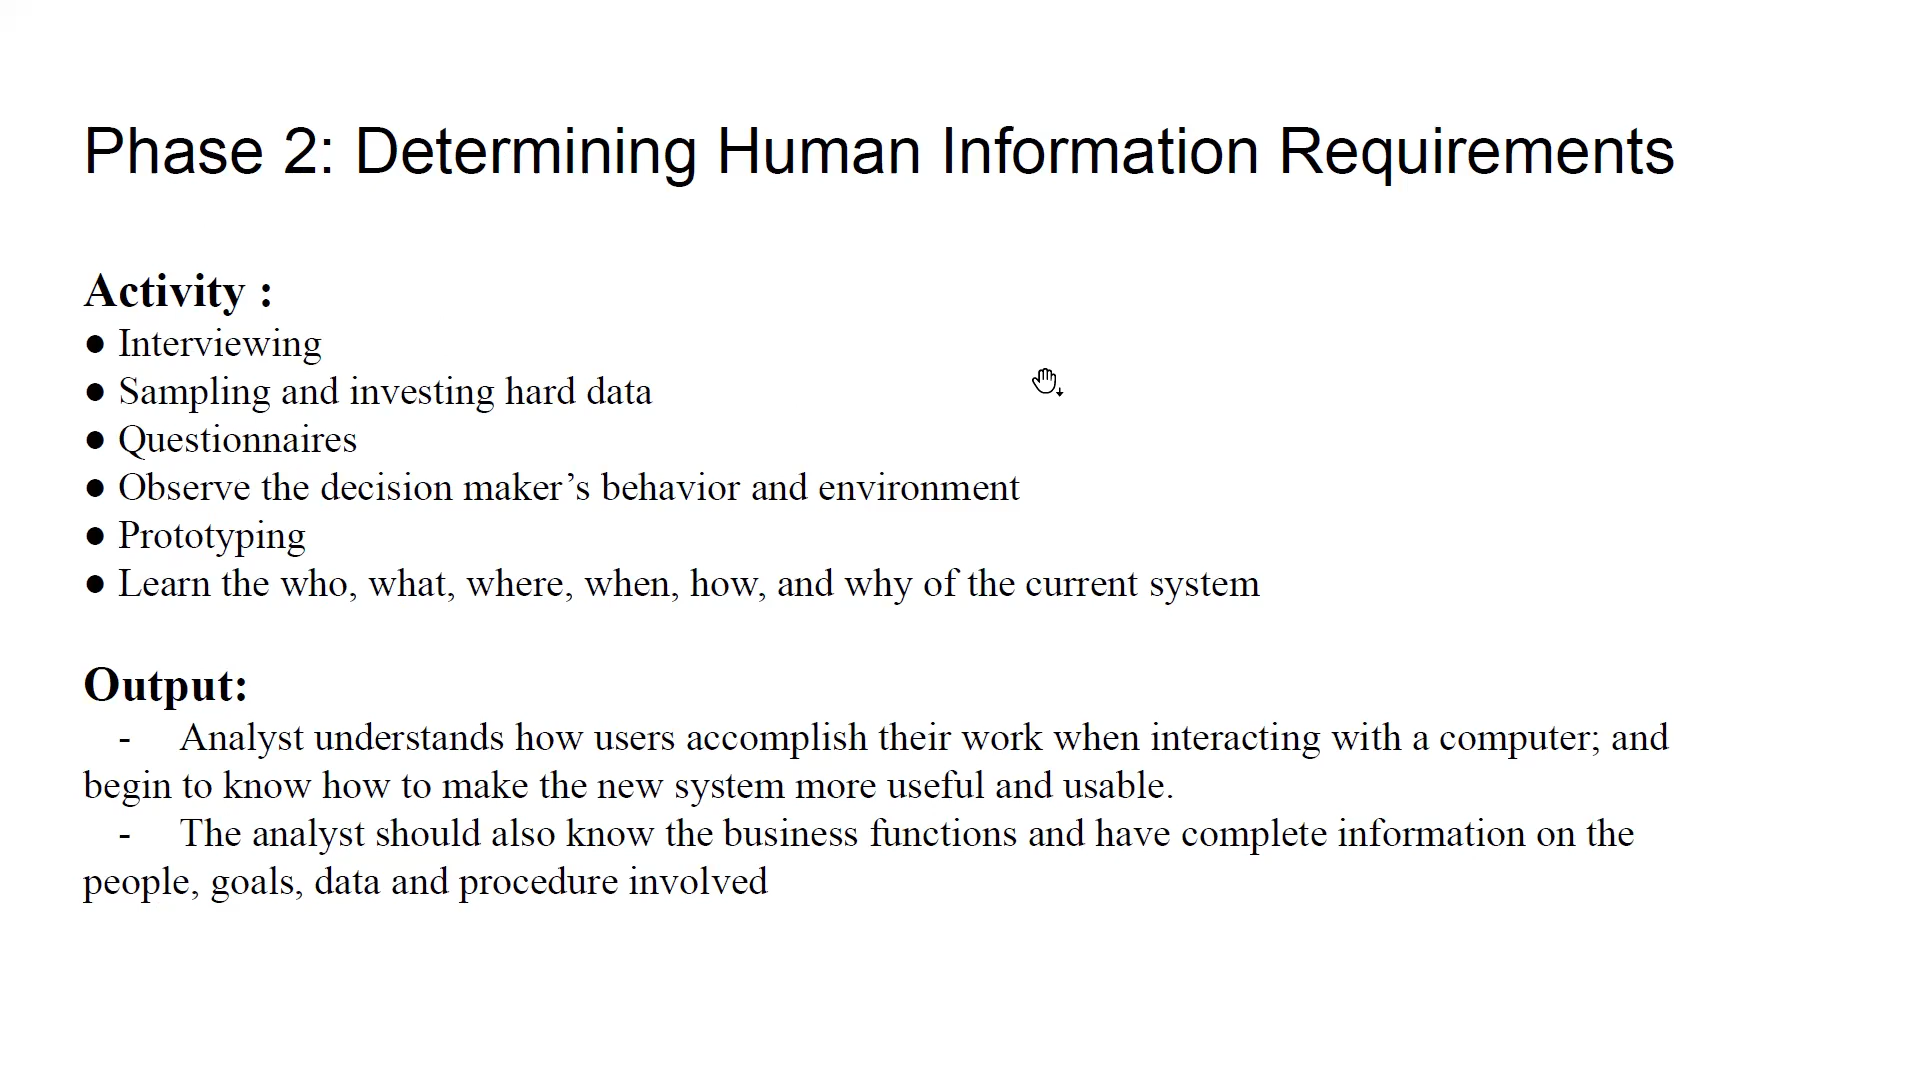 Phase 2: Determining Human Information Requirements
Activity :
● Interviewing
● Sampling and investing hard data
● Questionnaires
● Observe the decision maker’s behavior and environment
● Prototyping
● Learn the who, what, where, when, how, and why of the current system
Output:
- Analyst understands how users accomplish their work when interacting with a computer; and
begin to know how to make the new system more useful and usable.
- The analyst should also know the business functions and have complete information on the
people, goals, data and procedure involved